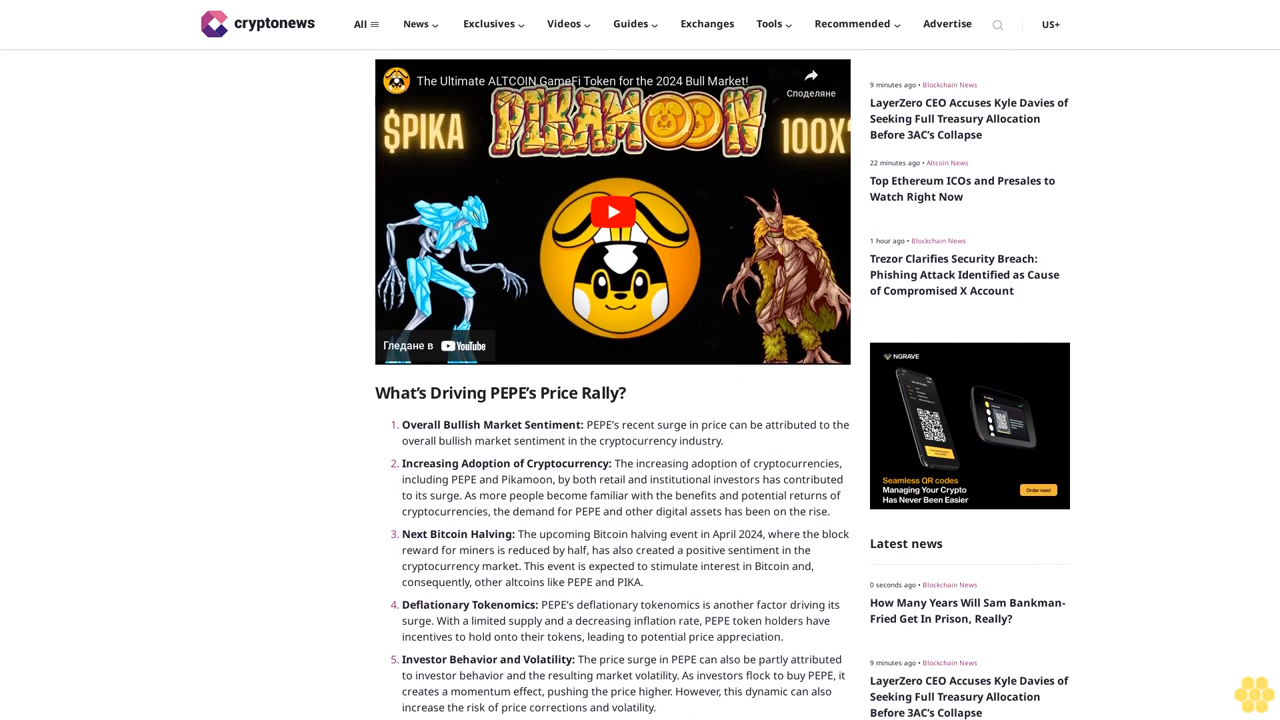 cryptonews
All
News
Exclusives
Videos
Guides
Exchanges
Tools
Recommended
Advertise
US+
The Ultimate ALTCOIN GameFi Token for the 2024 Bull Market!
Споделяне
$PIKA
PIKAMOON
100X?
Гледане в YouTube
What's Driving PEPE's Price Rally?
1. Overall Bullish Market Sentiment: PEPE's recent surge in price can be attributed to the
overall bullish market sentiment in the cryptocurrency industry.
2. Increasing Adoption of Cryptocurrency: The increasing adoption of cryptocurrencies,
including PEPE and Pikamoon, by both retail and institutional investors has contributed
to its surge. As more people become familiar with the benefits and potential returns of
cryptocurrencies, the demand for PEPE and other digital assets has been on the rise.
3. Next Bitcoin Halving: The upcoming Bitcoin halving event in April 2024, where the block
reward for miners is reduced by half, has also created a positive sentiment in the
cryptocurrency market. This event is expected to stimulate interest in Bitcoin and,
consequently, other altcoins like PEPE and PIKA.
4. Deflationary Tokenomics: PEPE's deflationary tokenomics is another factor driving its
surge. With a limited supply and a decreasing inflation rate, PEPE token holders have
incentives to hold onto their tokens, leading to potential price appreciation.
5. Investor Behavior and Volatility: The price surge in PEPE can also be partly attributed
to investor behavior and the resulting market volatility. As investors flock to buy PEPE, it
creates a momentum effect, pushing the price higher. However, this dynamic can also
increase the risk of price corrections and volatility.
9 minutes ago • Blockchain News
LayerZero CEO Accuses Kyle Davies of
Seeking Full Treasury Allocation
Before 3AC's Collapse
22 minutes ago • Altcoin News
Top Ethereum ICOs and Presales to
Watch Right Now
1 hour ago • Blockchain News
Trezor Clarifies Security Breach:
Phishing Attack Identified as Cause
of Compromised X Account
NGRAVE
Seamless QR codes
Managing Your Crypto
Has Never Been Easier
Order now!
Latest news
0 seconds ago • Blockchain News
How Many Years Will Sam Bankman-
Fried Get In Prison, Really?
9 minutes ago • Blockchain News
LayerZero CEO Accuses Kyle Davies of
Seeking Full Treasury Allocation
Before 3AC's Collapse